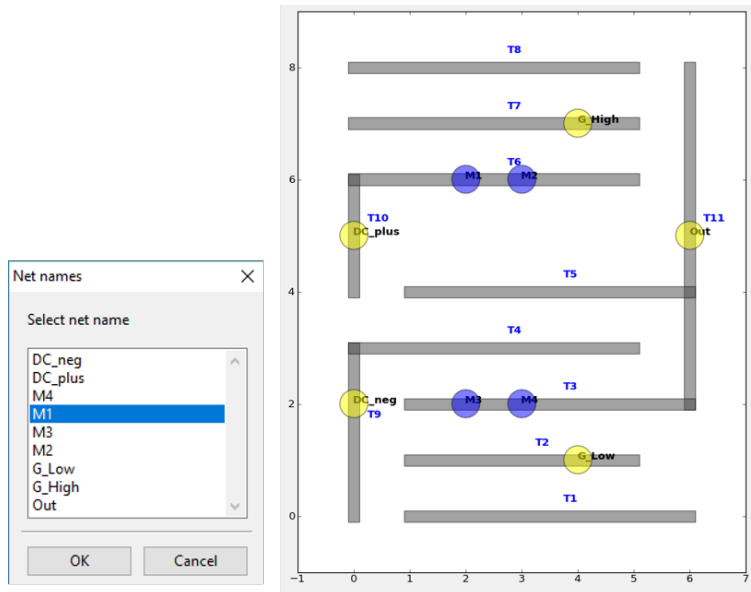 Net names
Select net name
DC_neg
DC_plus
M4
M1
M3
M2
G_Low
G_High
Out
OK Cancel
T8
8
T7
G_High
T6
6 M1 M2
T10 T11
DC_plus Out
T5
4
T4
T3
DC_neg M3 M4
2
T9
T2
G_Low
T1
0
−1 0 1 2 3 4 5 6 7